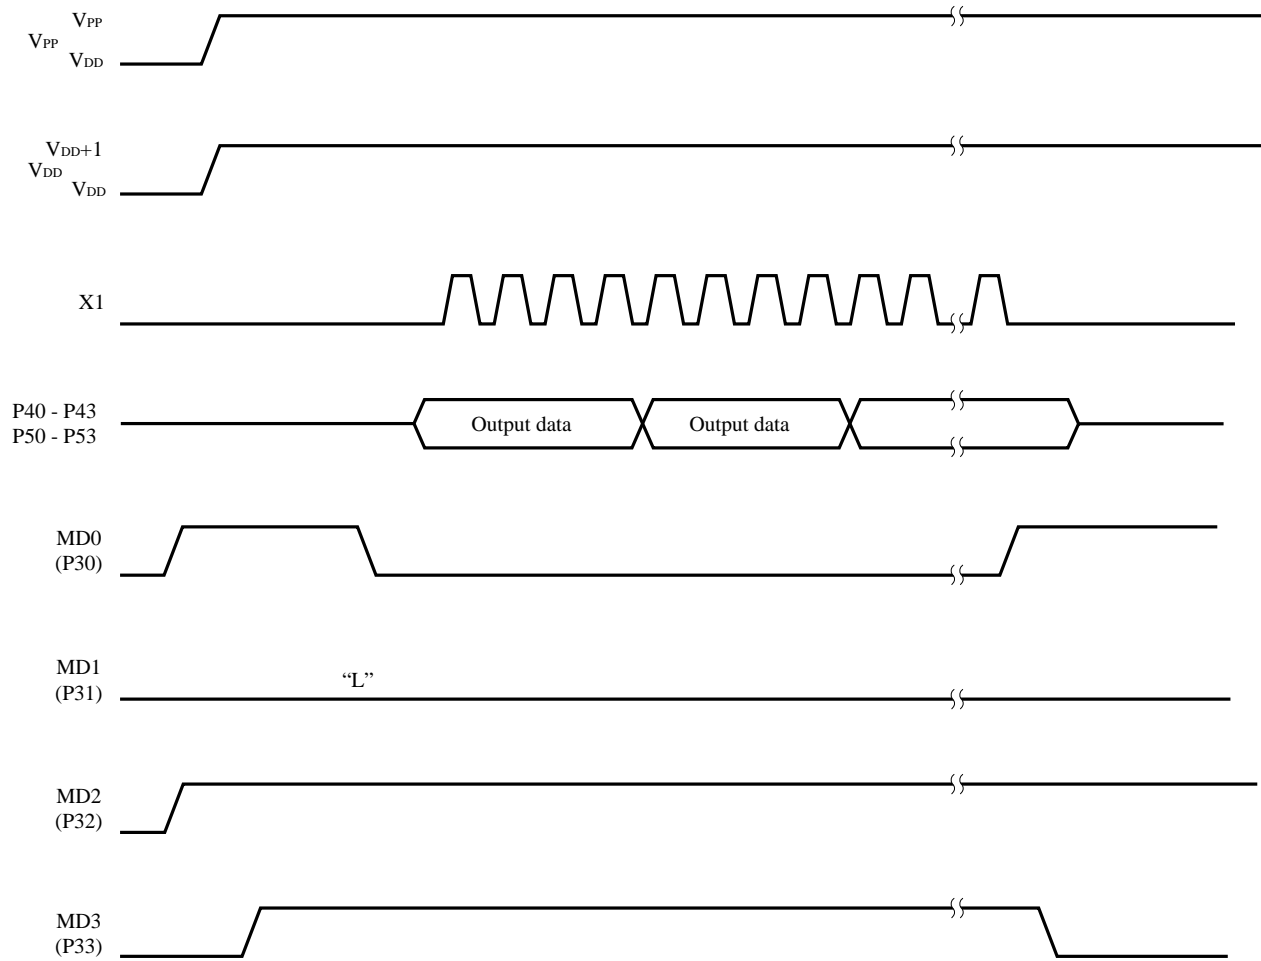 VPP
VPP
VDD
VDD+1
VDD
VDD
X1
P40 - P43
P50 - P53
Output data
Output data
MD0
(P30)
MD1
(P31)
“L”
MD2
(P32)
MD3
(P33)